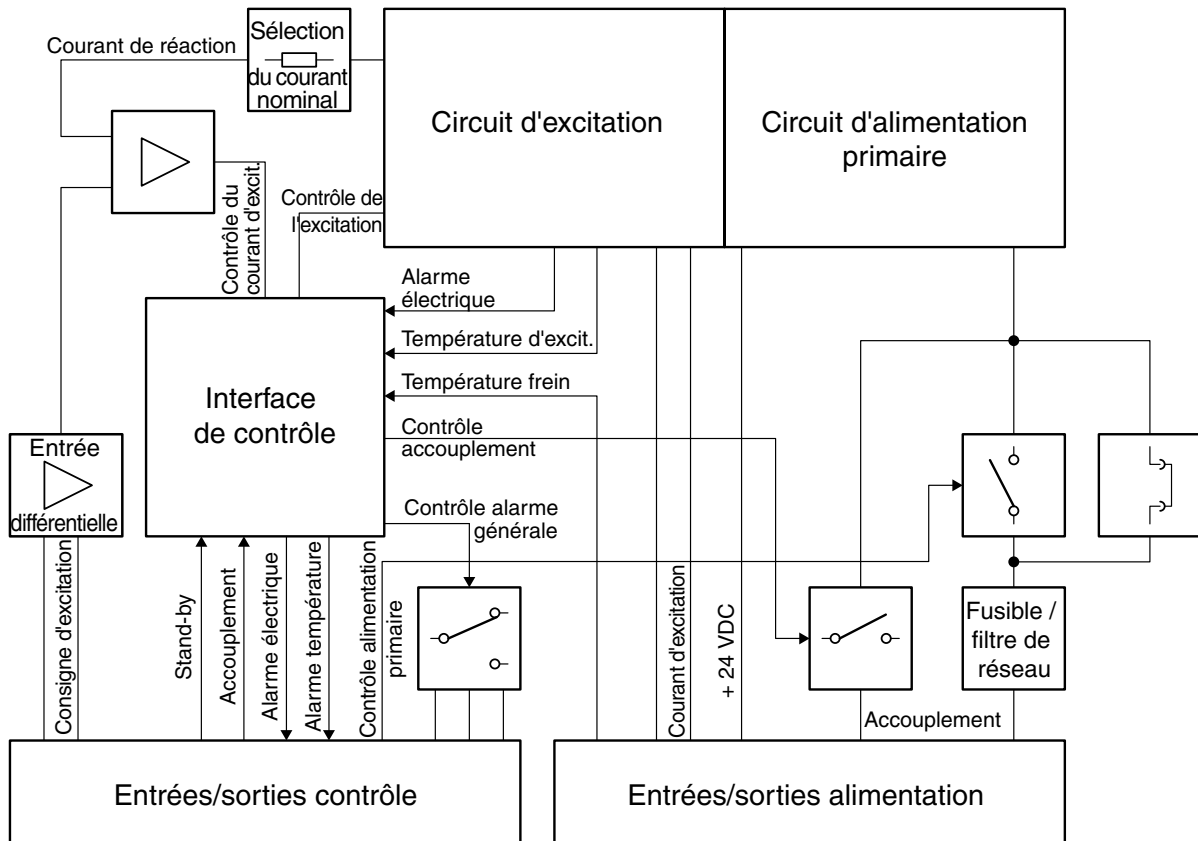 Sélection
du courant
nominal
Courant de réaction
Circuit d'excitation
Circuit d'alimentation
primaire
Contrôle du
courant d'excit.
Contrôle de
l'excitation
Alarme
électrique
Température d'excit.
Température frein
Interface
de contrôle
Contrôle
accouplement
Entrée
différentielle
Contrôle alarme
générale
Consigne d'excitation
Stand-by
Accouplement
Alarme électrique
Alarme température
Contrôle alimentation
primaire
Courant d'excitation
+ 24 VDC
Fusible /
filtre de
réseau
Accouplement
Entrées/sorties contrôle
Entrées/sorties alimentation